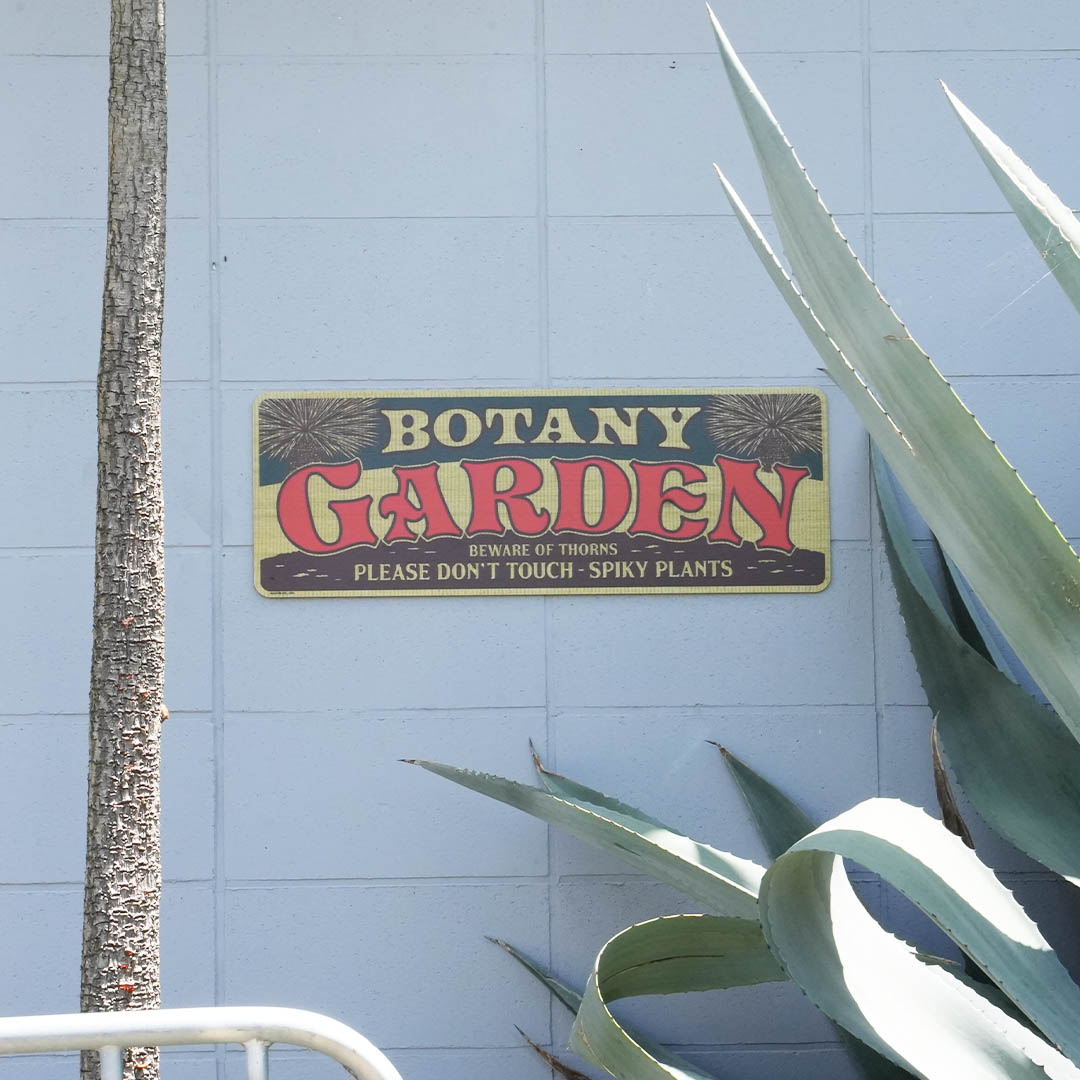 BOTANY
GARDEN
BEWARE OF THORNS
PLEASE DON'T TOUCH - SPIKY PLANTS